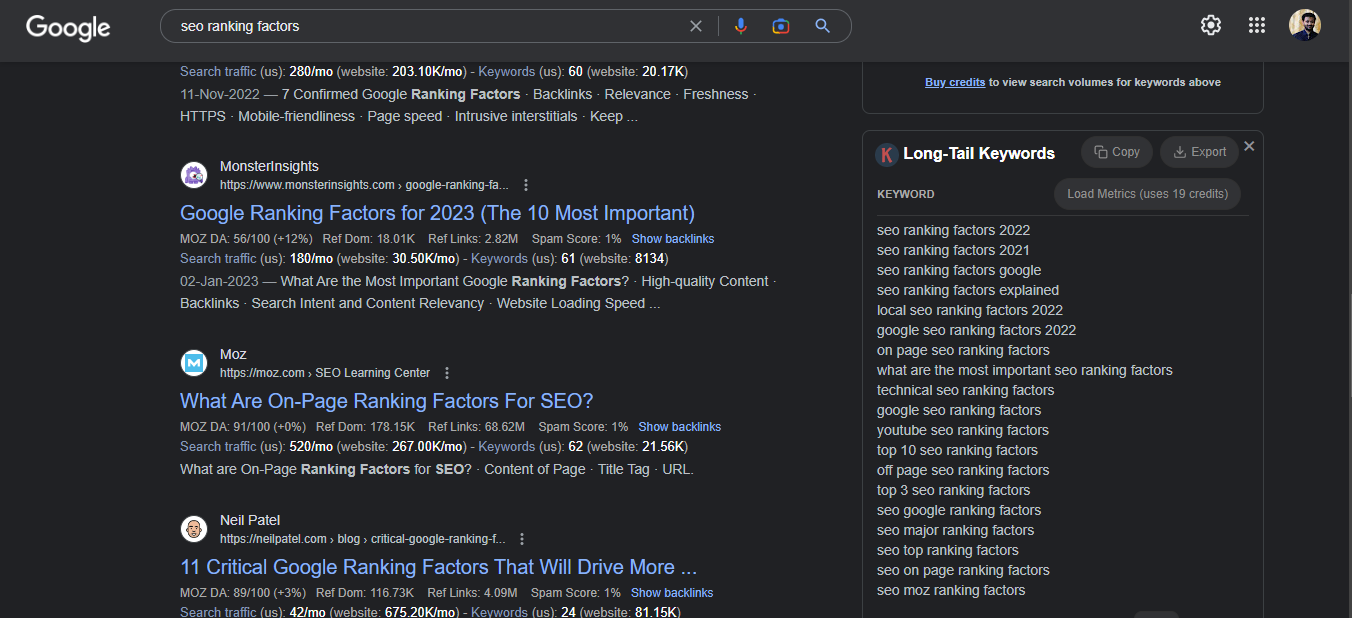 Google
seo ranking factors
Search traffic (us): 280/mo (website: 203.10K/mo) - Keywords (us): 60 (website: 20.17K)
11-Nov-2022 — 7 Confirmed Google Ranking Factors · Backlinks · Relevance · Freshness ·
HTTPS · Mobile-friendliness · Page speed · Intrusive interstitials · Keep ...
MonsterInsights
https://www.monsterinsights.com › google-ranking-fa...
Google Ranking Factors for 2023 (The 10 Most Important)
MOZ DA: 56/100 (+12%) Ref Dom: 18.01K Ref Links: 2.82M Spam Score: 1% Show backlinks
Search traffic (us): 180/mo (website: 30.50K/mo) - Keywords (us): 61 (website: 8134)
02-Jan-2023 — What Are the Most Important Google Ranking Factors? · High-quality Content ·
Backlinks · Search Intent and Content Relevancy · Website Loading Speed ...
Moz
https://moz.com › SEO Learning Center
What Are On-Page Ranking Factors For SEO?
MOZ DA: 91/100 (+0%) Ref Dom: 178.15K Ref Links: 68.62M Spam Score: 1% Show backlinks
Search traffic (us): 520/mo (website: 267.00K/mo) - Keywords (us): 62 (website: 21.56K)
What are On-Page Ranking Factors for SEO? · Content of Page · Title Tag · URL.
Neil Patel
https://neilpatel.com › blog › critical-google-ranking-f...
11 Critical Google Ranking Factors That Will Drive More ...
MOZ DA: 89/100 (+3%) Ref Dom: 116.73K Ref Links: 4.09M Spam Score: 1% Show backlinks
Search traffic (us): 42/mo (website: 675.20K/mo) - Keywords (us): 24 (website: 81.15K)
Buy credits to view search volumes for keywords above
K Long-Tail Keywords Copy Export
KEYWORD Load Metrics (uses 19 credits)
seo ranking factors 2022
seo ranking factors 2021
seo ranking factors google
seo ranking factors explained
local seo ranking factors 2022
google seo ranking factors 2022
on page seo ranking factors
what are the most important seo ranking factors
technical seo ranking factors
google seo ranking factors
youtube seo ranking factors
top 10 seo ranking factors
off page seo ranking factors
top 3 seo ranking factors
seo google ranking factors
seo major ranking factors
seo top ranking factors
seo on page ranking factors
seo moz ranking factors